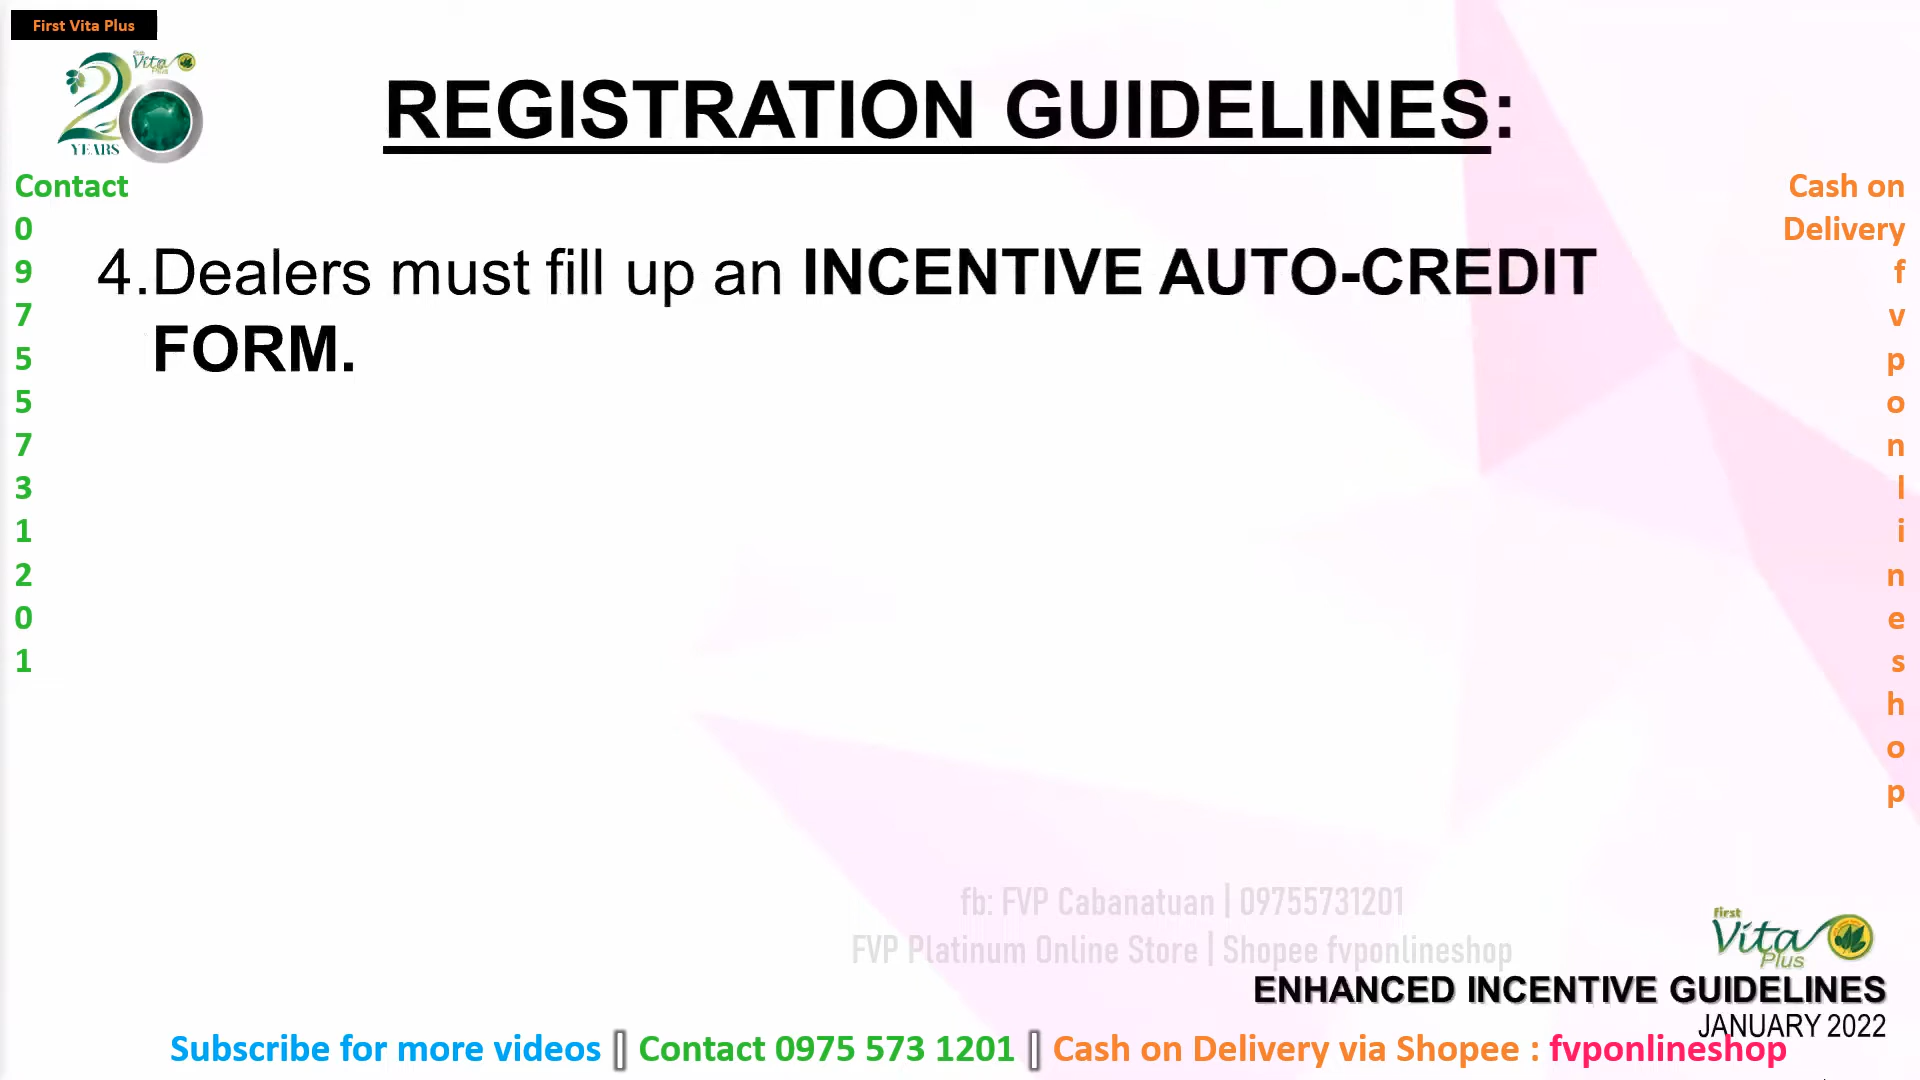 First Vita Plus
First Vita Plus
20
YEARS
REGISTRATION GUIDELINES:
Contact
0
9
7
5
5
7
3
1
2
0
1
Cash on
Delivery
f
v
p
o
n
l
i
n
e
s
h
o
p
4.Dealers must fill up an INCENTIVE AUTO-CREDIT
FORM.
fb: FVP Cabanatuan | 09755731201
FVP Platinum Online Store | Shopee fvponlineshop
First
Vita
Plus
ENHANCED INCENTIVE GUIDELINES
JANUARY 2022
Subscribe for more videos | Contact 0975 573 1201 | Cash on Delivery via Shopee : fvponlineshop